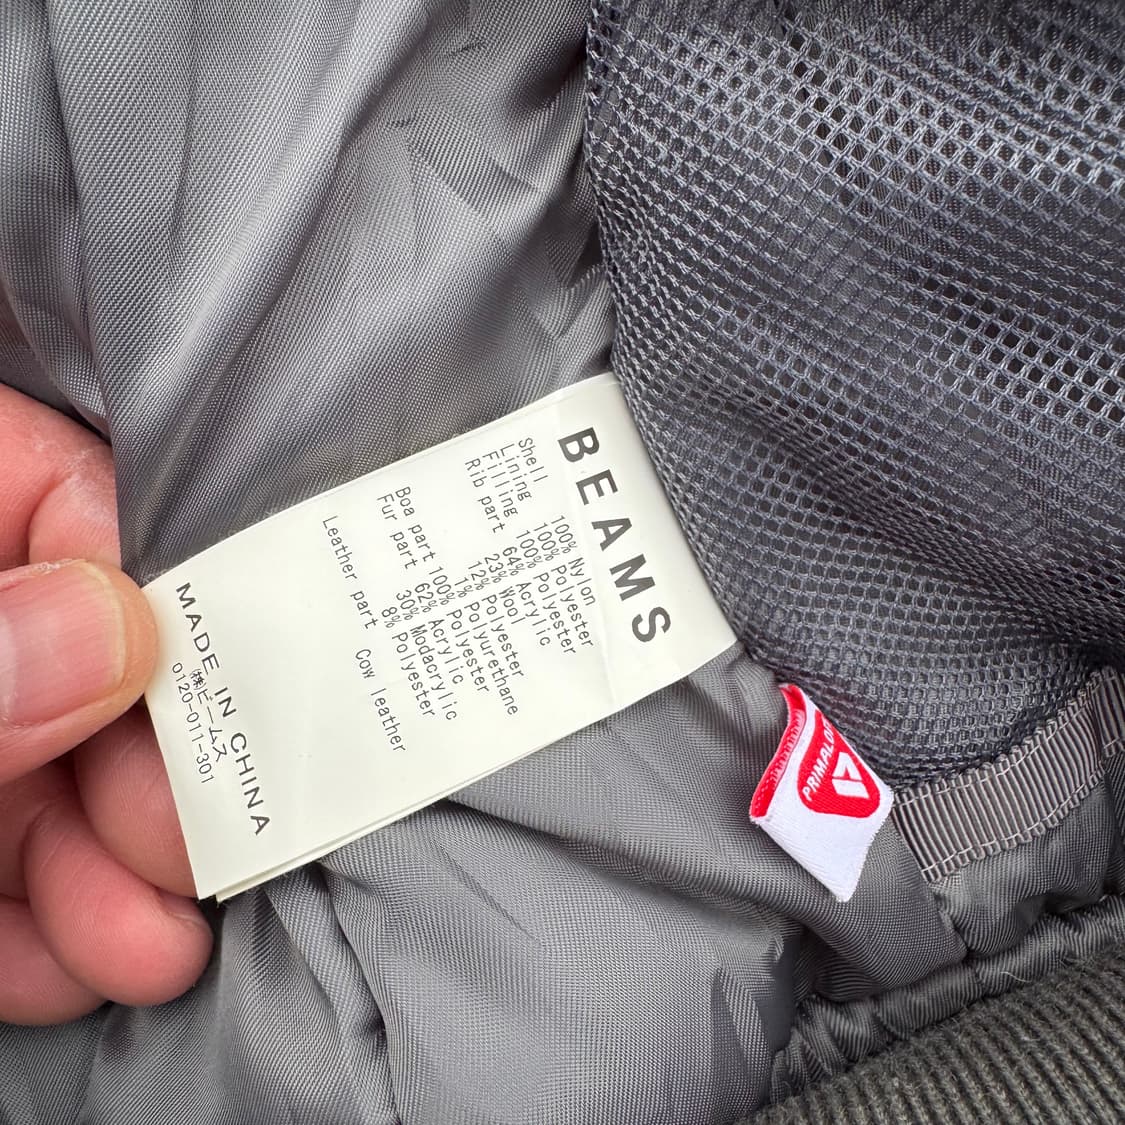 BEAMS
Shell 100% Nylon
Lining 100% Polyester
Filling 100% Polyester
Rib part 64% Acrylic
23% Wool
12% Polyester
1% Polyurethane
Boa part 100% Polyester
Fur part 62% Acrylic
30% Modacrylic
8% Polyester
Leather part Cow leather
MADE IN CHINA
㈱ビームス
0120-011-301
PRIMALO